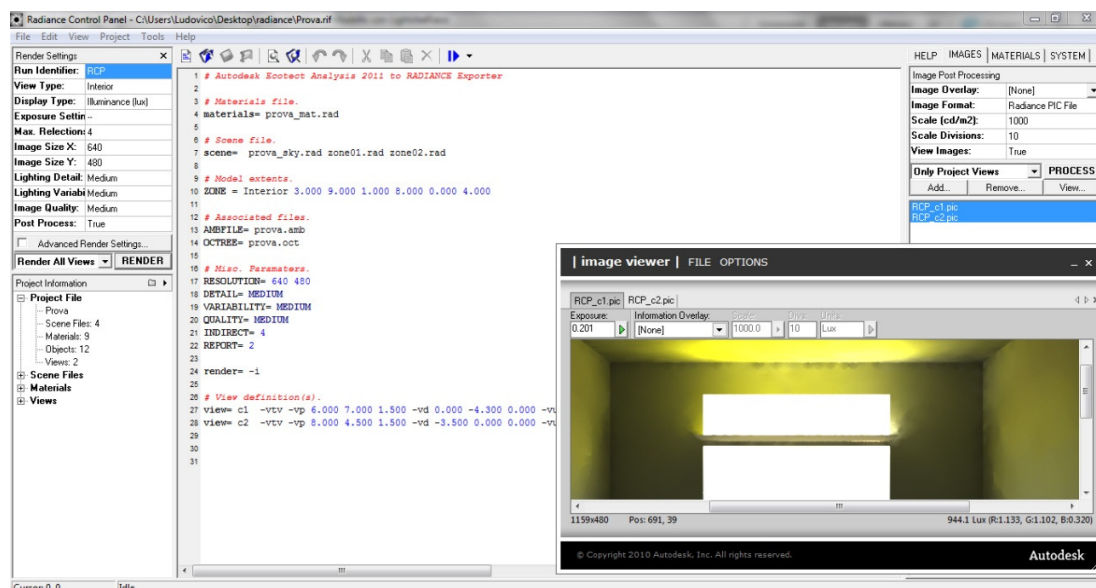 Radiance Control Panel - C:\Users\Ludovico\Desktop\radiance\Prova.rif
File Edit View Project Tools Help
Render Settings
Run Identifier: RCP
View Type: Interior
Display Type: Illuminance (lux)
Exposure Settin --
Max. Relection: 4
Image Size X: 640
Image Size Y: 480
Lighting Detail: Medium
Lighting Variabi Medium
Image Quality: Medium
Post Process: True
Advanced Render Settings...
Render All Views RENDER
Project Information
Project File
Prova
Scene Files: 4
Materials: 9
Objects: 12
Views: 2
Scene Files
Materials
Views
1 # Autodesk Ecotect Analysis 2011 to RADIANCE Exporter
2
3 # Materials file.
4 materials= prova_mat.rad
5
6 # Scene file.
7 scene= prova_sky.rad zone01.rad zone02.rad
8
9 # Model extents.
10 ZONE = Interior 3.000 9.000 1.000 8.000 0.000 4.000
11
12 # Associated files.
13 AMBFILE= prova.amb
14 OCTREE= prova.oct
15
16 # Misc. Paramaters.
17 RESOLUTION= 640 480
18 DETAIL= MEDIUM
19 VARIABILITY= MEDIUM
20 QUALITY= MEDIUM
21 INDIRECT= 4
22 REPORT= 2
23
24 render= -i
25
26 # View definition(s).
27 view= c1 -vtv -vp 6.000 7.000 1.500 -vd 0.000 -4.300 0.000 -vu
28 view= c2 -vtv -vp 8.000 4.500 1.500 -vd -3.500 0.000 0.000 -vu
29
30
31
HELP IMAGES MATERIALS SYSTEM
Image Post Processing
Image Overlay: [None]
Image Format: Radiance PIC File
Scale (cd/m2): 1000
Scale Divisions: 10
View Images: True
Only Project Views PROCESS
Add... Remove... View...
RCP_c1.pic
RCP_c2.pic
| image viewer | FILE OPTIONS
RCP_c1.pic RCP_c2.pic
Exposure: Information Overlay: Scale: Divs: Units:
0.201 [None] 1000.0 10 Lux
1159x480 Pos: 691, 39 944.1 Lux (R:1.133, G:1.102, B:0.320)
© Copyright 2010 Autodesk, Inc. All rights reserved. Autodesk
Cursor: 0, 0 Idle